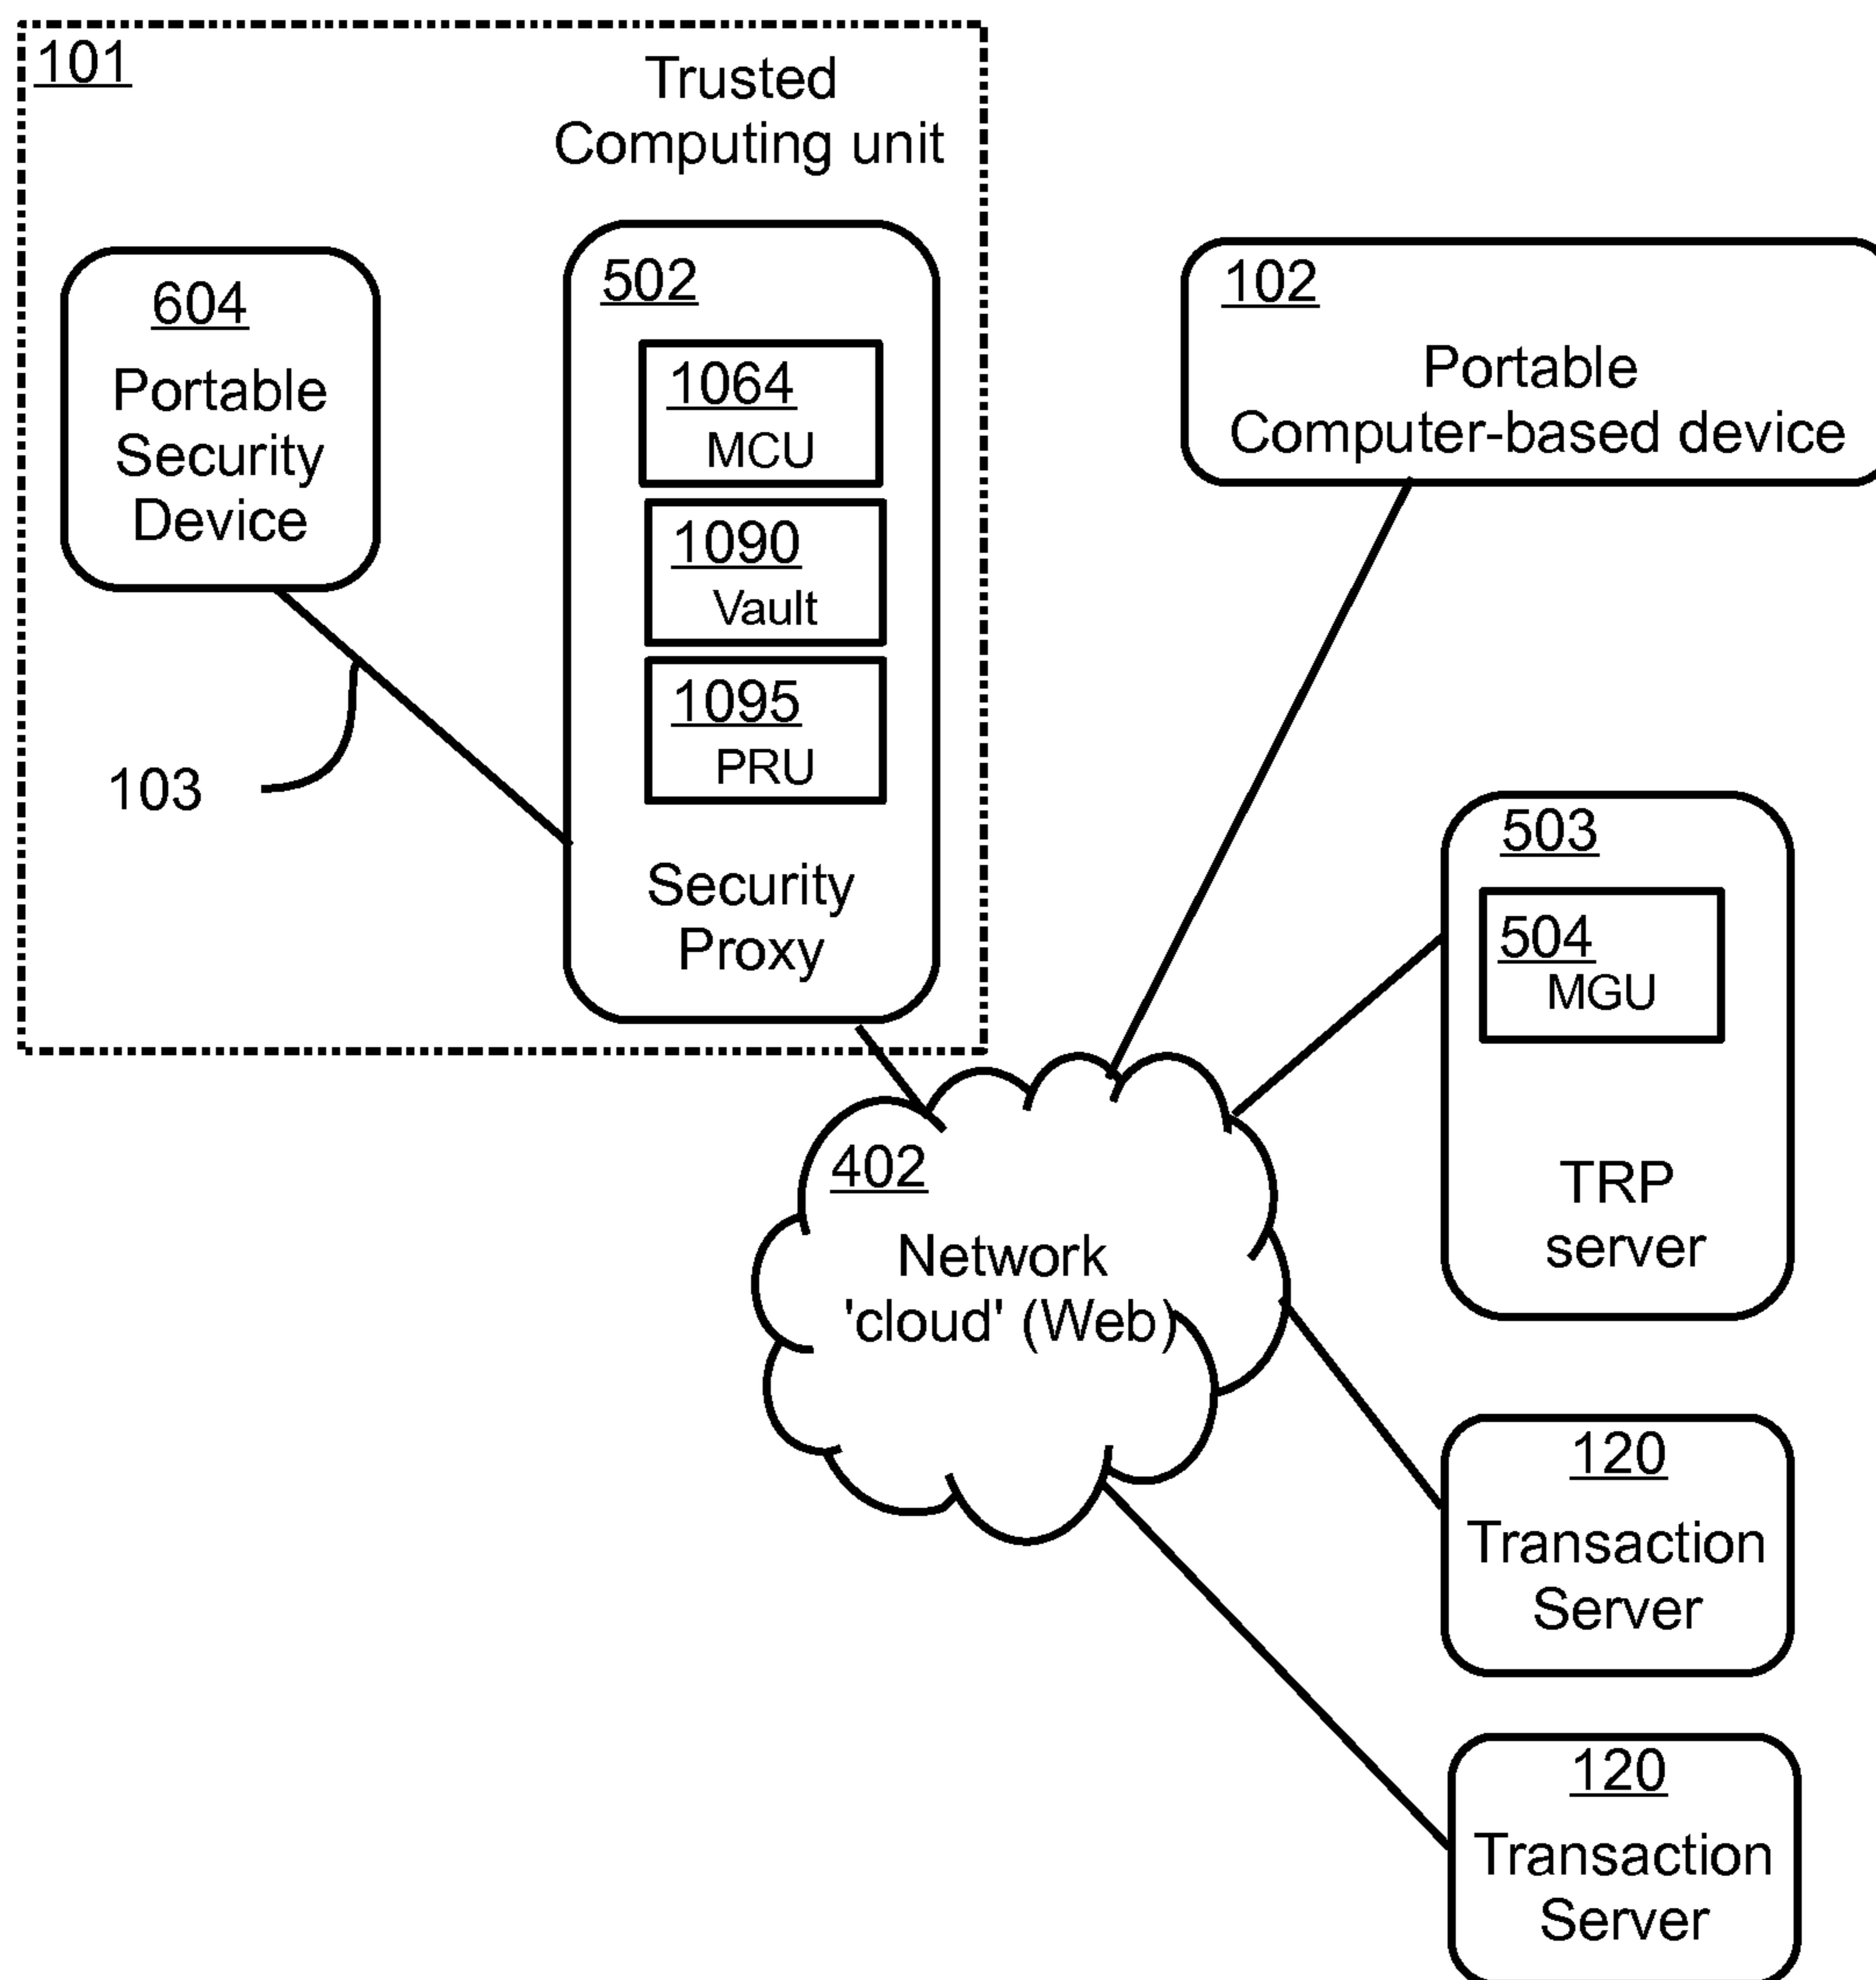 101
Trusted
Computing unit
604
Portable
Security
Device
502
1064
MCU
1090
Vault
1095
PRU
Security
Proxy
103
102
Portable
Computer-based device
503
504
MGU
TRP
server
402
Network
'cloud' (Web)
120
Transaction
Server
120
Transaction
Server